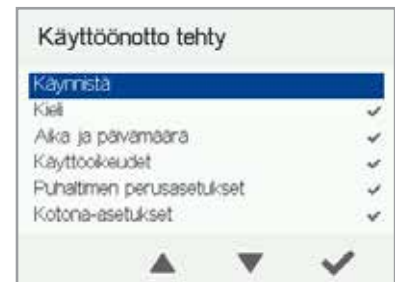 Käyttöönotto tehty
Käynnistä
Kieli
Aika ja päivämäärä
Käyttöoikeudet
Puhaltimen perusasetukset
Kotona-asetukset